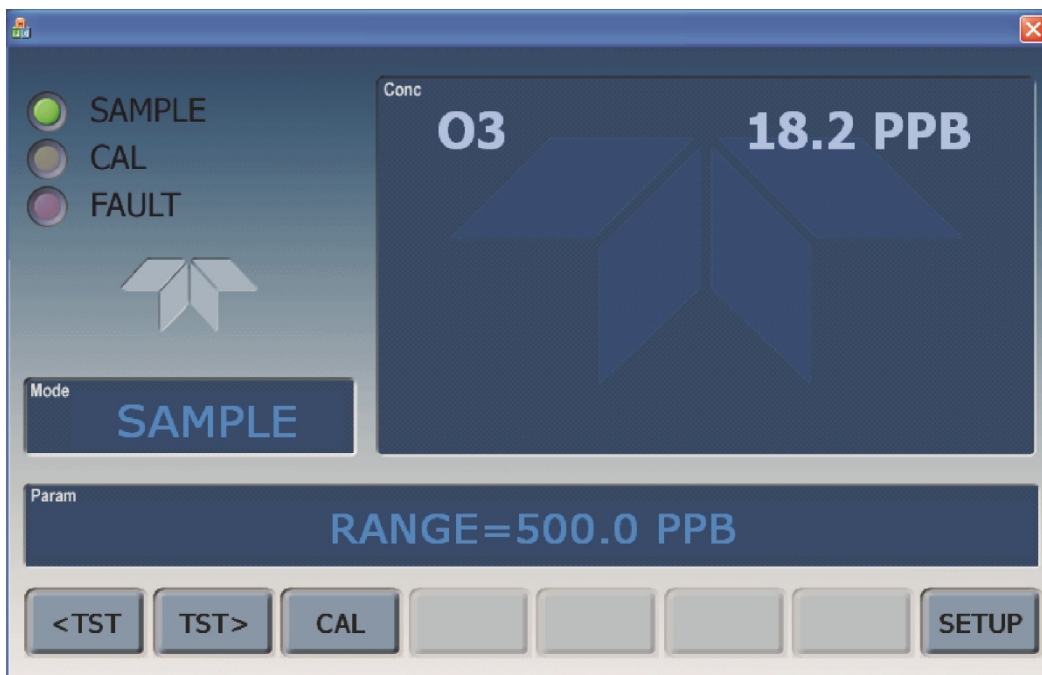 SAMPLE
CAL
FAULT
Conc
O3 18.2 PPB
Mode
SAMPLE
Param
RANGE=500.0 PPB
<TST TST> CAL SETUP